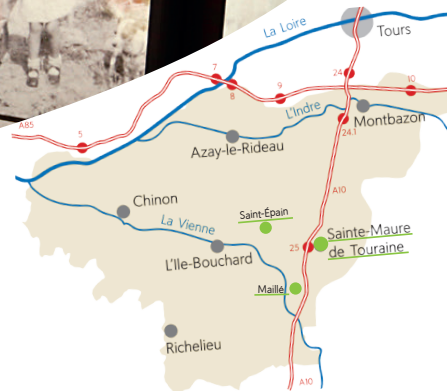 La Loire
Tours
7
24
8
9
10
A85
5
L'Indre
24.1
Montbazon
Azay-le-Rideau
A10
Chinon
La Vienne
Saint-Épain
Sainte-Maure
de Touraine
25
L'Ile-Bouchard
Maillé
Richelieu
A10